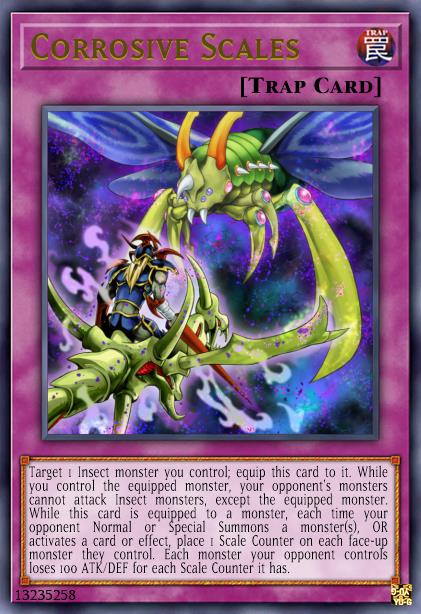 CORROSIVE SCALES
TRAP
罠
[TRAP CARD]
Target 1 Insect monster you control; equip this card to it. While
you control the equipped monster, your opponent's monsters
cannot attack Insect monsters, except the equipped monster.
While this card is equipped to a monster, each time your
opponent Normal or Special Summons a monster(s), OR
activates a card or effect, place 1 Scale Counter on each face-up
monster they control. Each monster your opponent controls
loses 100 ATK/DEF for each Scale Counter it has.
13235258